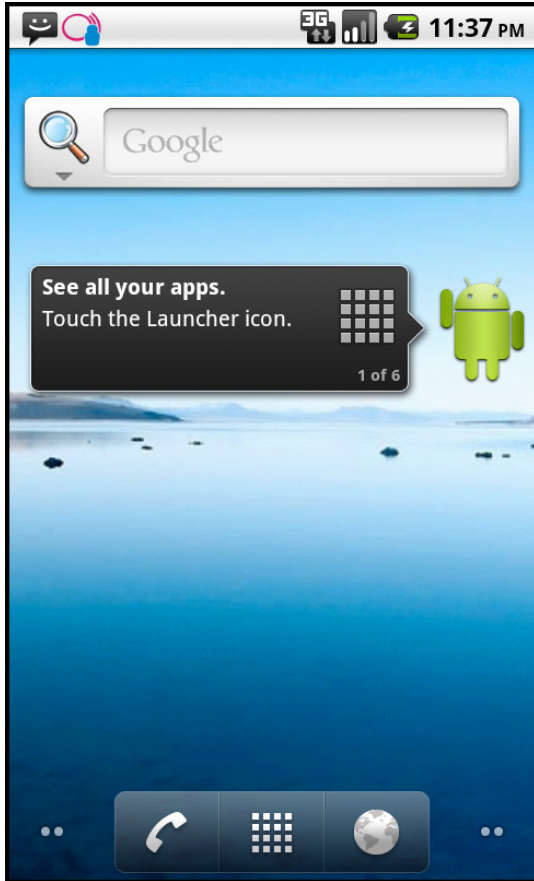 3G
11:37 PM
Google
See all your apps.
Touch the Launcher icon.
1 of 6